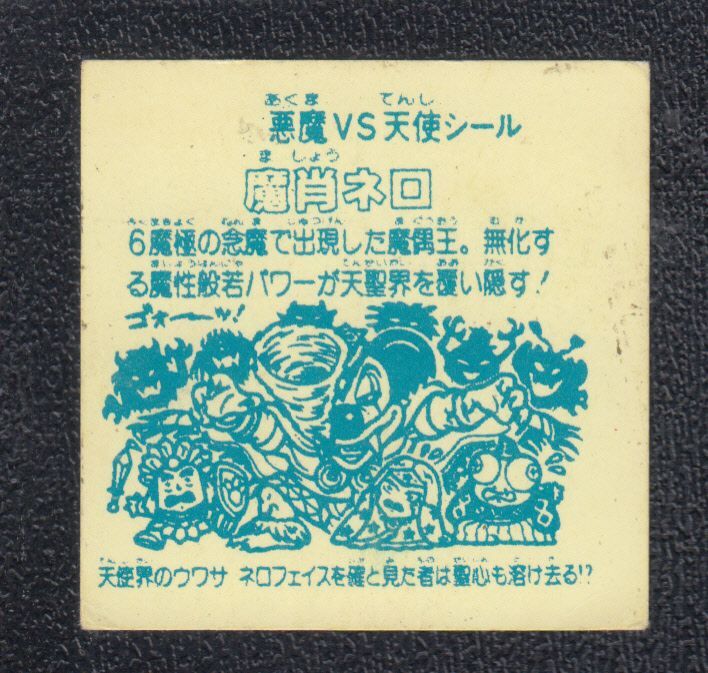 あくま てんし
悪魔VS天使シール
ま しょう
魔肖ネロ
6魔極の念魔で出現した魔偶王。無化す
る魔性般若パワーが天聖界を覆い隠す!
ゴォーーッ!
天使界のウワサ ネロフェイスを確と見た者は聖心も溶け去る!?